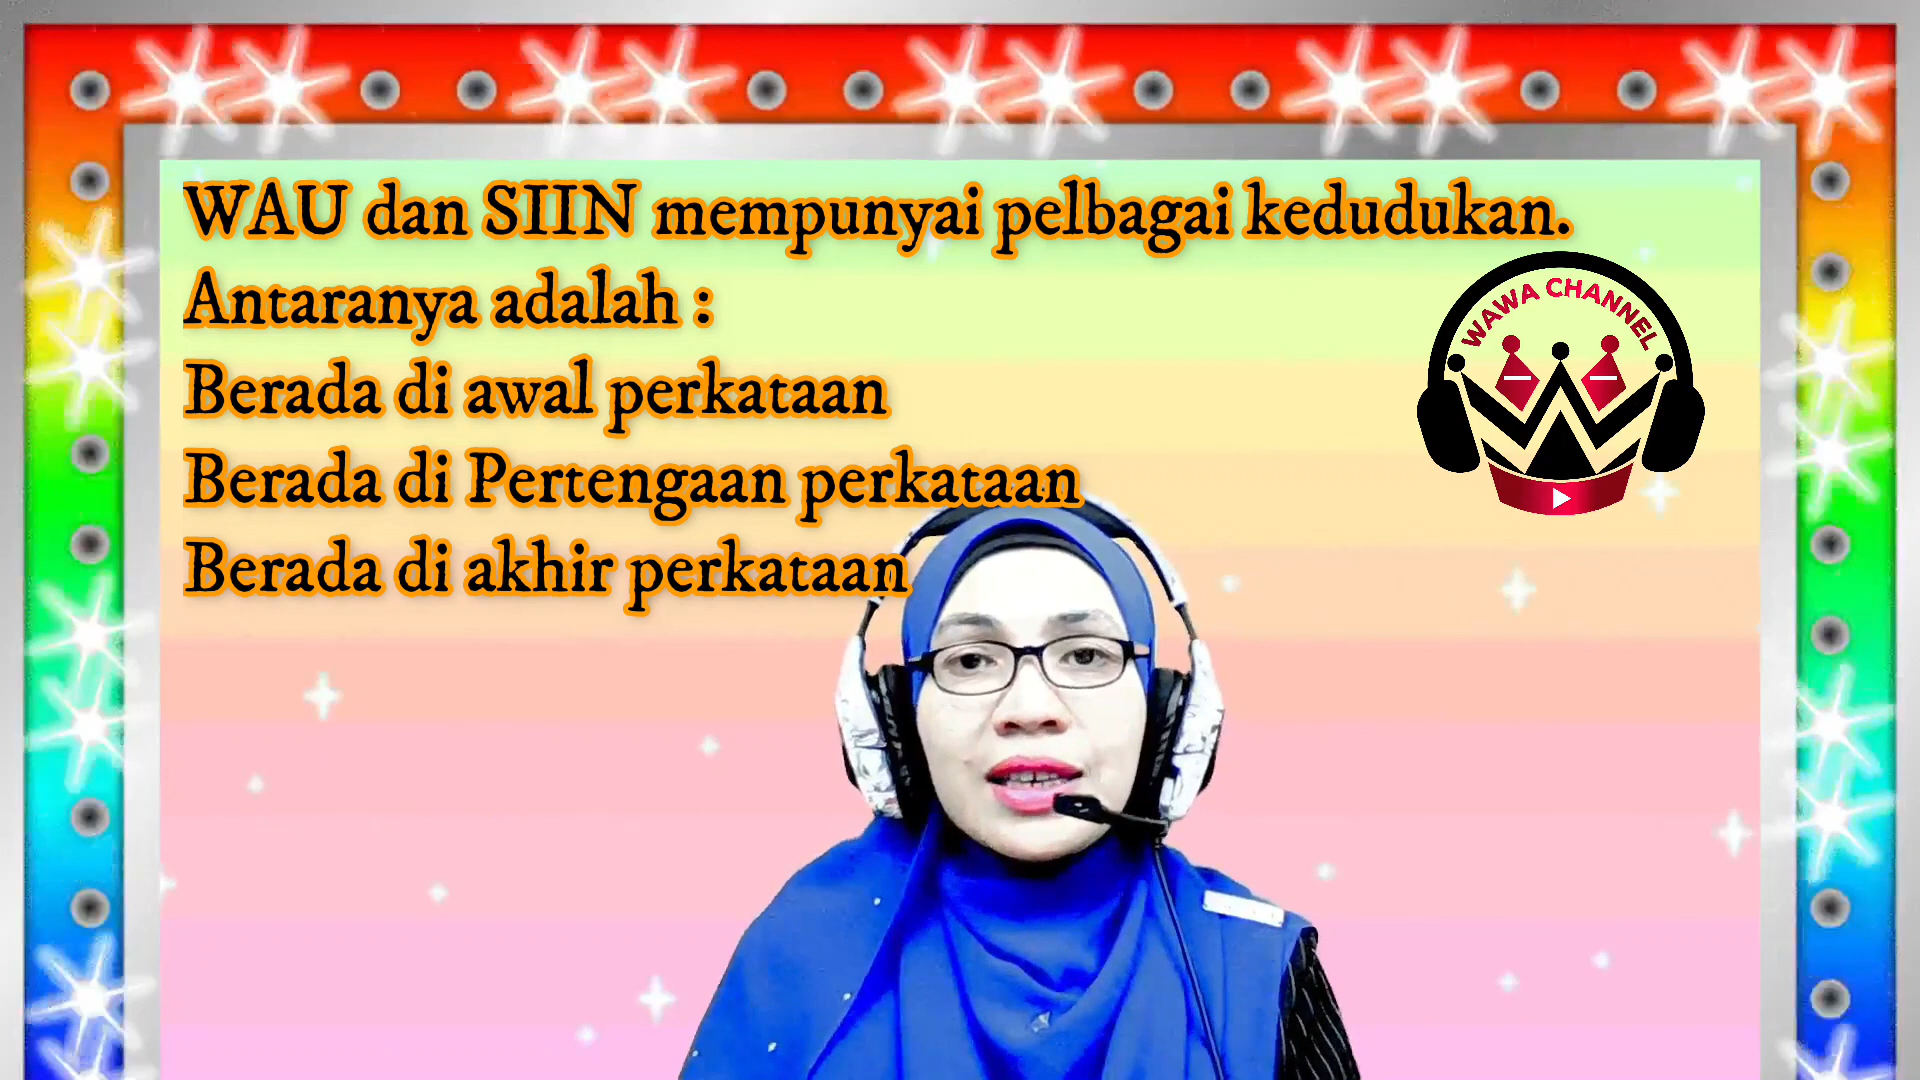 WAU dan SIIN mempunyai pelbagai kedudukan.
Antaranya adalah :
Berada di awal perkataan
Berada di Pertengaan perkataan
Berada di akhir perkataan
WAWA CHANNEL